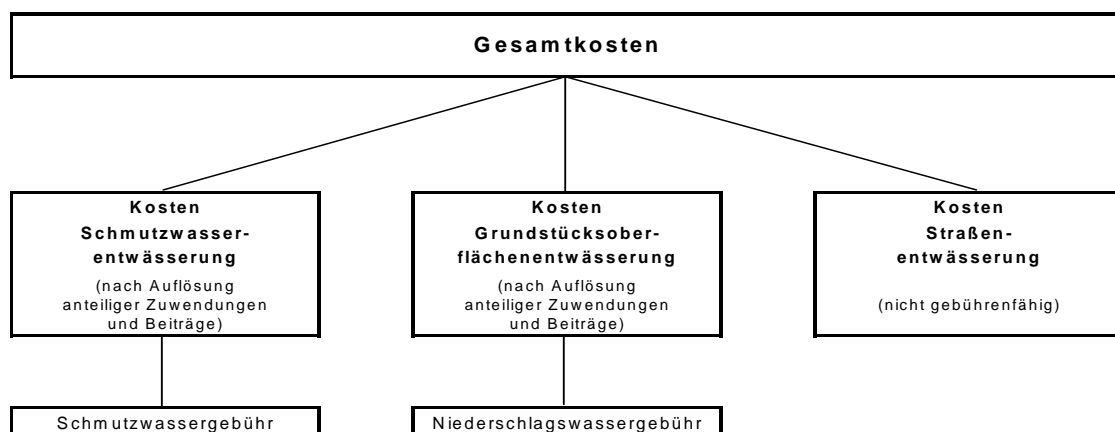 Gesamtkosten
Kosten
Schmutzwasser-
entwässerung
(nach Auflösung
anteiliger Zuwendungen
und Beiträge)
Kosten
Grundstücksober-
flächenentwässerung
(nach Auflösung
anteiliger Zuwendungen
und Beiträge)
Kosten
Straßen-
entwässerung
(nicht gebührenfähig)
Schmutzwassergebühr
Niederschlagswassergebühr